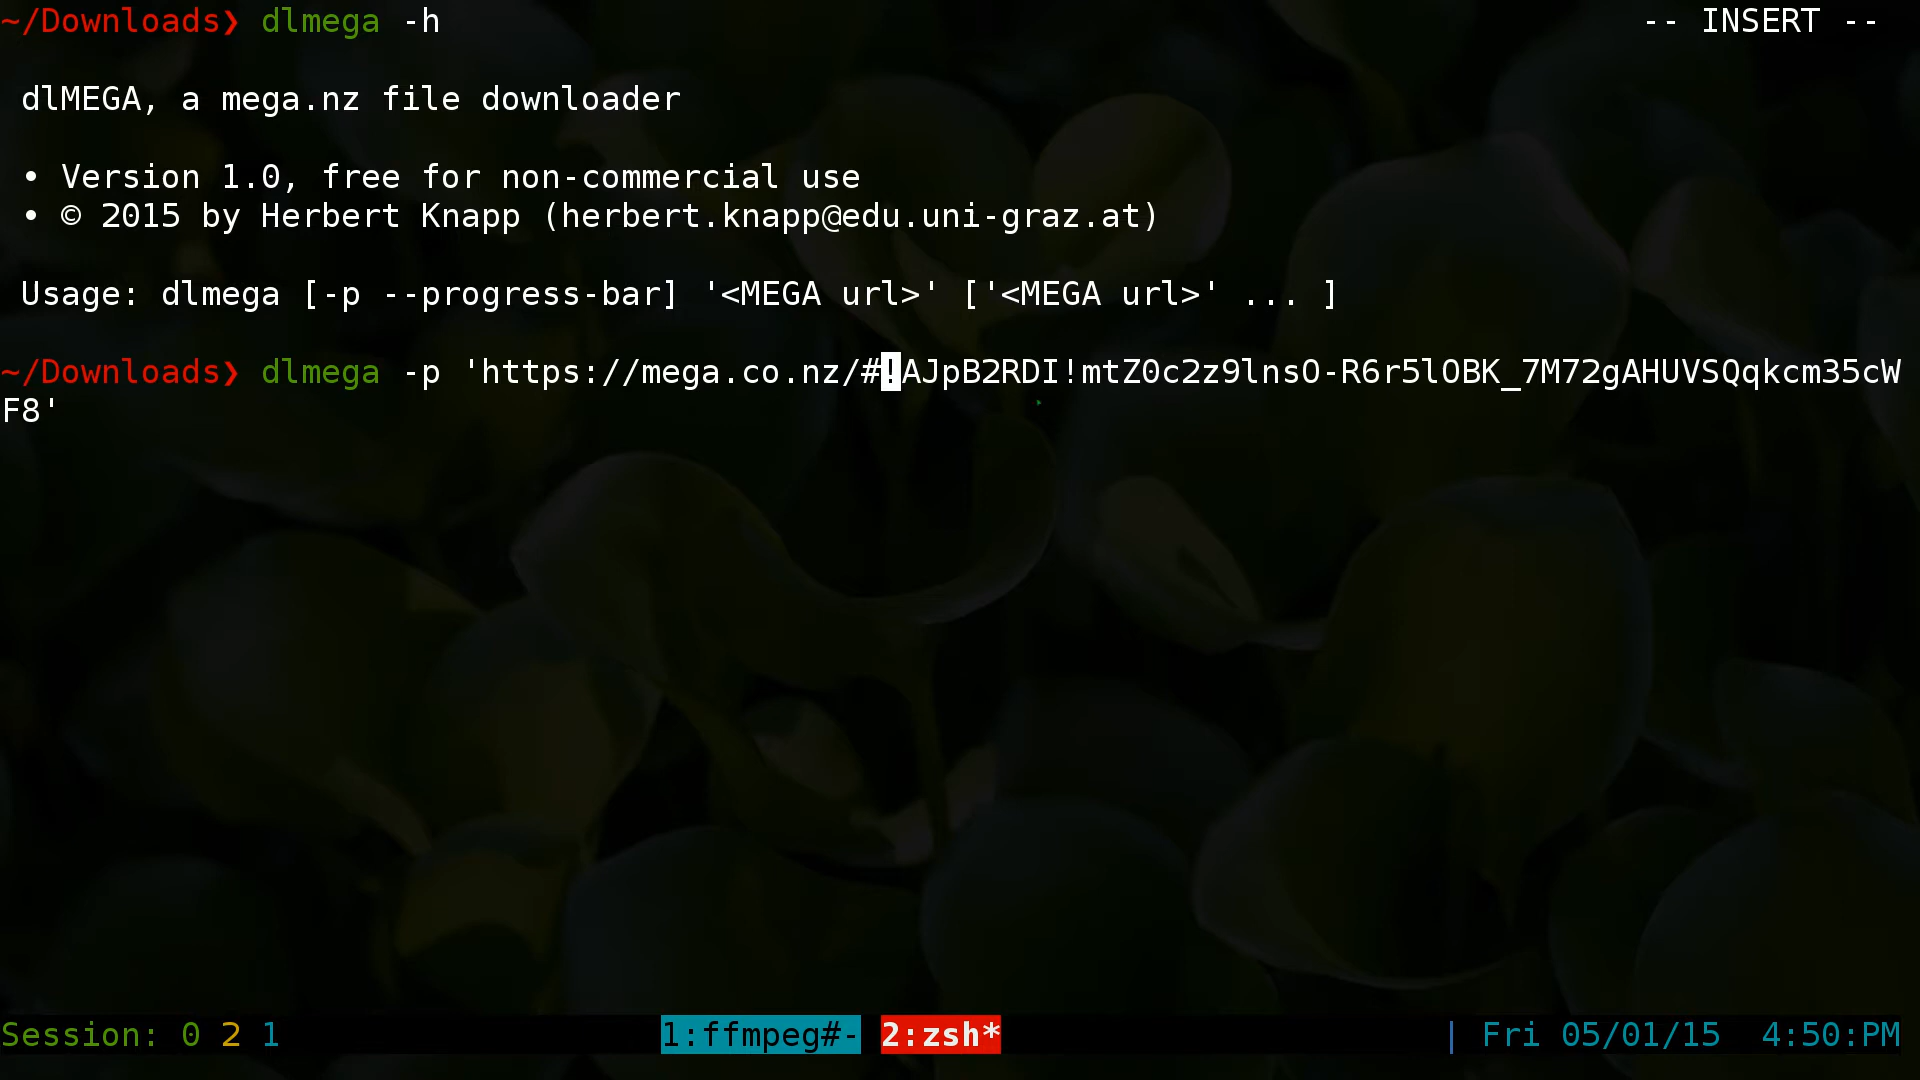 ~/Downloads❯ dlmega -h -- INSERT --
dlMEGA, a mega.nz file downloader
• Version 1.0, free for non-commercial use
• © 2015 by Herbert Knapp (herbert.knapp@edu.uni-graz.at)
Usage: dlmega [-p --progress-bar] '<MEGA url>' ['<MEGA url>' ... ]
~/Downloads❯ dlmega -p 'https://mega.co.nz/#!AJpB2RDI!mtZ0c2z9lnsO-R6r5lOBK_7M72gAHUVSQqkcm35cW
F8'
Session: 0 2 1 1:ffmpeg#- 2:zsh* | Fri 05/01/15 4:50:PM